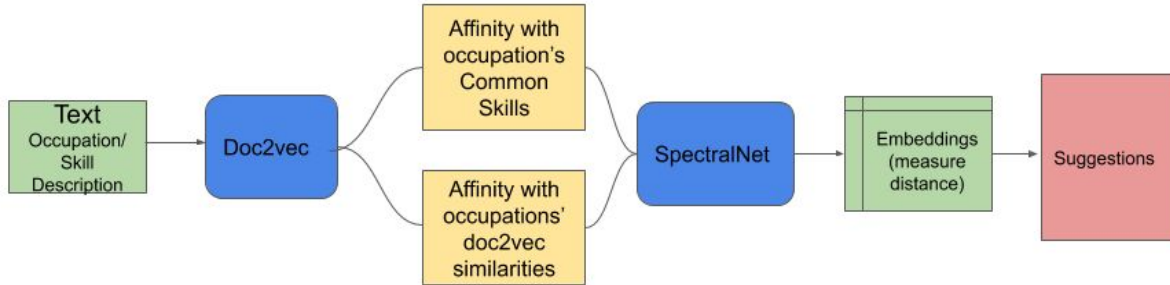 Text
Occupation/
Skill
Description
Doc2vec
Affinity with
occupation's
Common
Skills
Affinity with
occupations'
doc2vec
similarities
SpectralNet
Embeddings
(measure
distance)
Suggestions